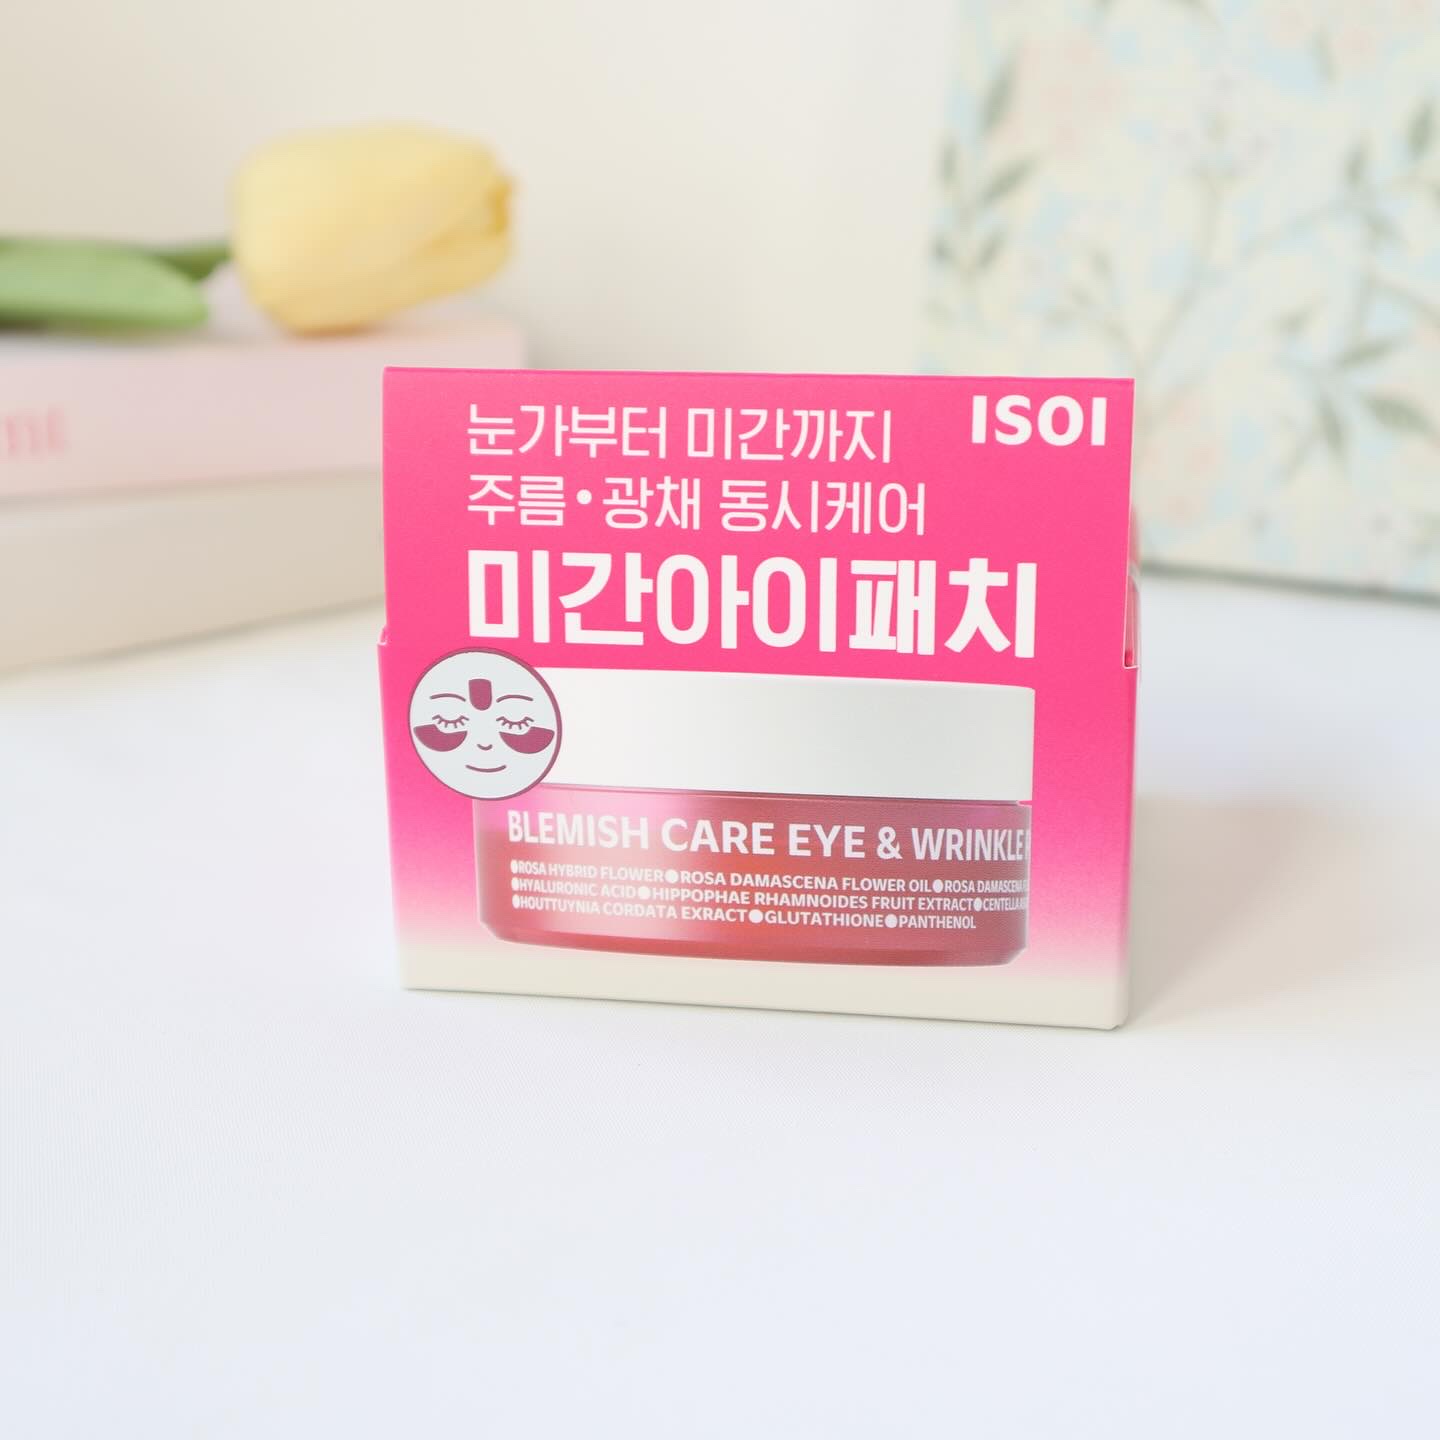 ISOI
눈가부터 미간까지
주름•광채 동시케어
미간아이패치
BLEMISH CARE EYE & WRINKLE
●ROSA HYBRID FLOWER●ROSA DAMASCENA FLOWER OIL●ROSA DAMASCENA
●HYALURONIC ACID●HIPPOPHAE RHAMNOIDES FRUIT EXTRACT●CENTELLA
●HOUTTUYNIA CORDATA EXRACT●GLUTATHIONE●PANTHENOL